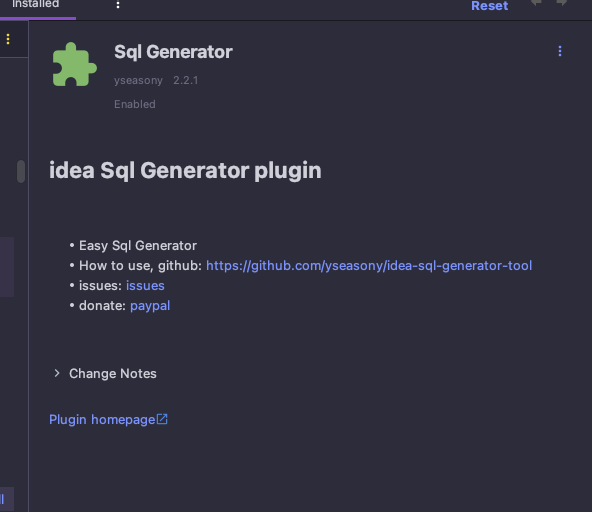 Installed
Reset
Sql Generator
yseasony 2.2.1
Enabled
idea Sql Generator plugin
• Easy Sql Generator
• How to use, github: https://github.com/yseasony/idea-sql-generator-tool
• issues: issues
• donate: paypal
Change Notes
Plugin homepage